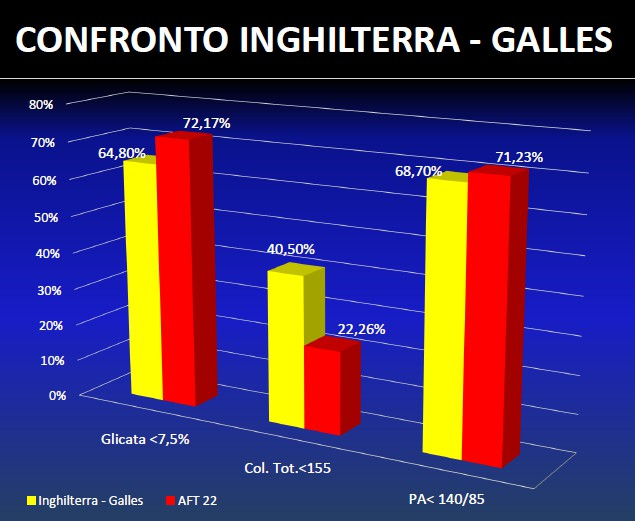 CONFRONTO INGHILTERRA - GALLES
80%
70%
60%
50%
40%
30%
20%
10%
0%
64,80%
72,17%
40,50%
22,26%
68,70%
71,23%
Glicata <7,5%
Col. Tot.<155
PA< 140/85
Inghilterra - Galles
AFT 22